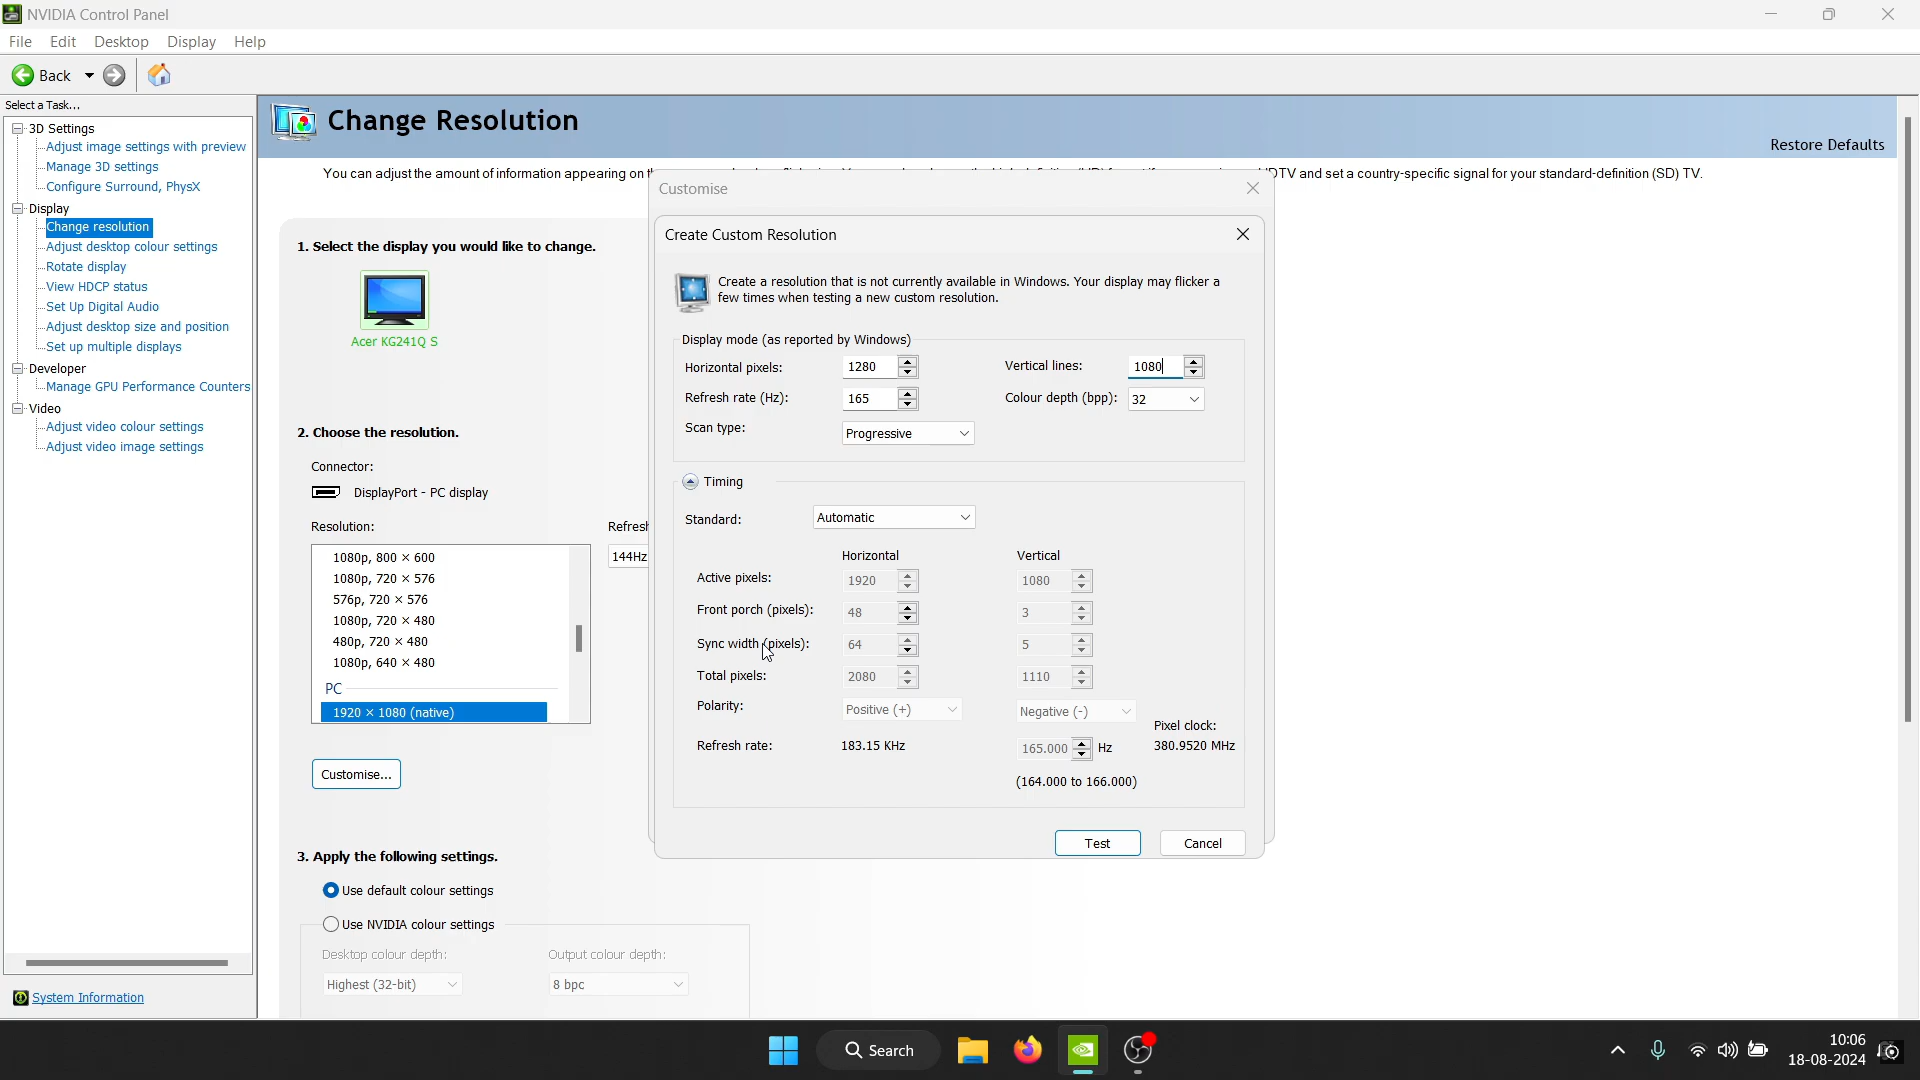 NVIDIA Control Panel
File Edit Desktop Display Help
Back
Select a Task...
3D Settings
Adjust image settings with preview
Manage 3D settings
Configure Surround, PhysX
Display
Change resolution
Adjust desktop colour settings
Rotate display
View HDCP status
Set Up Digital Audio
Adjust desktop size and position
Set up multiple displays
Developer
Manage GPU Performance Counters
Video
Adjust video colour settings
Adjust video image settings
System Information
Change Resolution
Restore Defaults
You can adjust the amount of information appearing on
TV and set a country-specific signal for your standard-definition (SD) TV.
1. Select the display you would like to change.
Acer KG241Q S
2. Choose the resolution.
Connector:
DisplayPort - PC display
Resolution:
Refresh
144Hz
1080p, 800 × 600
1080p, 720 × 576
576p, 720 × 576
1080p, 720 × 480
480p, 720 × 480
1080p, 640 × 480
PC
1920 × 1080 (native)
Customise...
3. Apply the following settings.
Use default colour settings
Use NVIDIA colour settings
Desktop colour depth: Output colour depth:
Highest (32-bit) 8 bpc
Customise
Create Custom Resolution
Create a resolution that is not currently available in Windows. Your display may flicker a
few times when testing a new custom resolution.
Display mode (as reported by Windows)
Horizontal pixels: 1280 Vertical lines: 1080
Refresh rate (Hz): 165 Colour depth (bpp): 32
Scan type: Progressive
Timing
Standard: Automatic
Horizontal Vertical
Active pixels: 1920 1080
Front porch (pixels): 48 3
Sync width (pixels): 64 5
Total pixels: 2080 1110
Polarity: Positive (+) Negative (-)
Pixel clock:
Refresh rate: 183.15 KHz 165.000 Hz 380.9520 MHz
(164.000 to 166.000)
Test Cancel
Search
10:06
18-08-2024